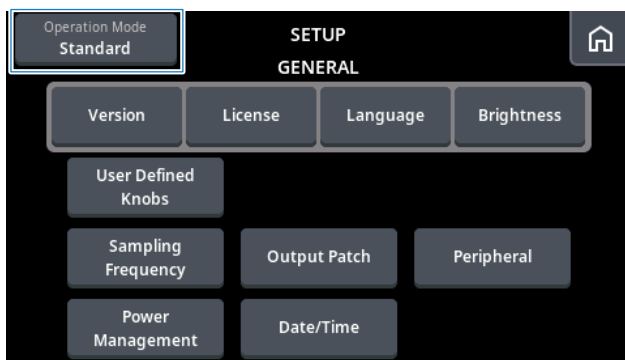 Operation Mode
Standard
SETUP
GENERAL
Version
License
Language
Brightness
User Defined
Knobs
Sampling
Frequency
Output Patch
Peripheral
Power
Management
Date/Time